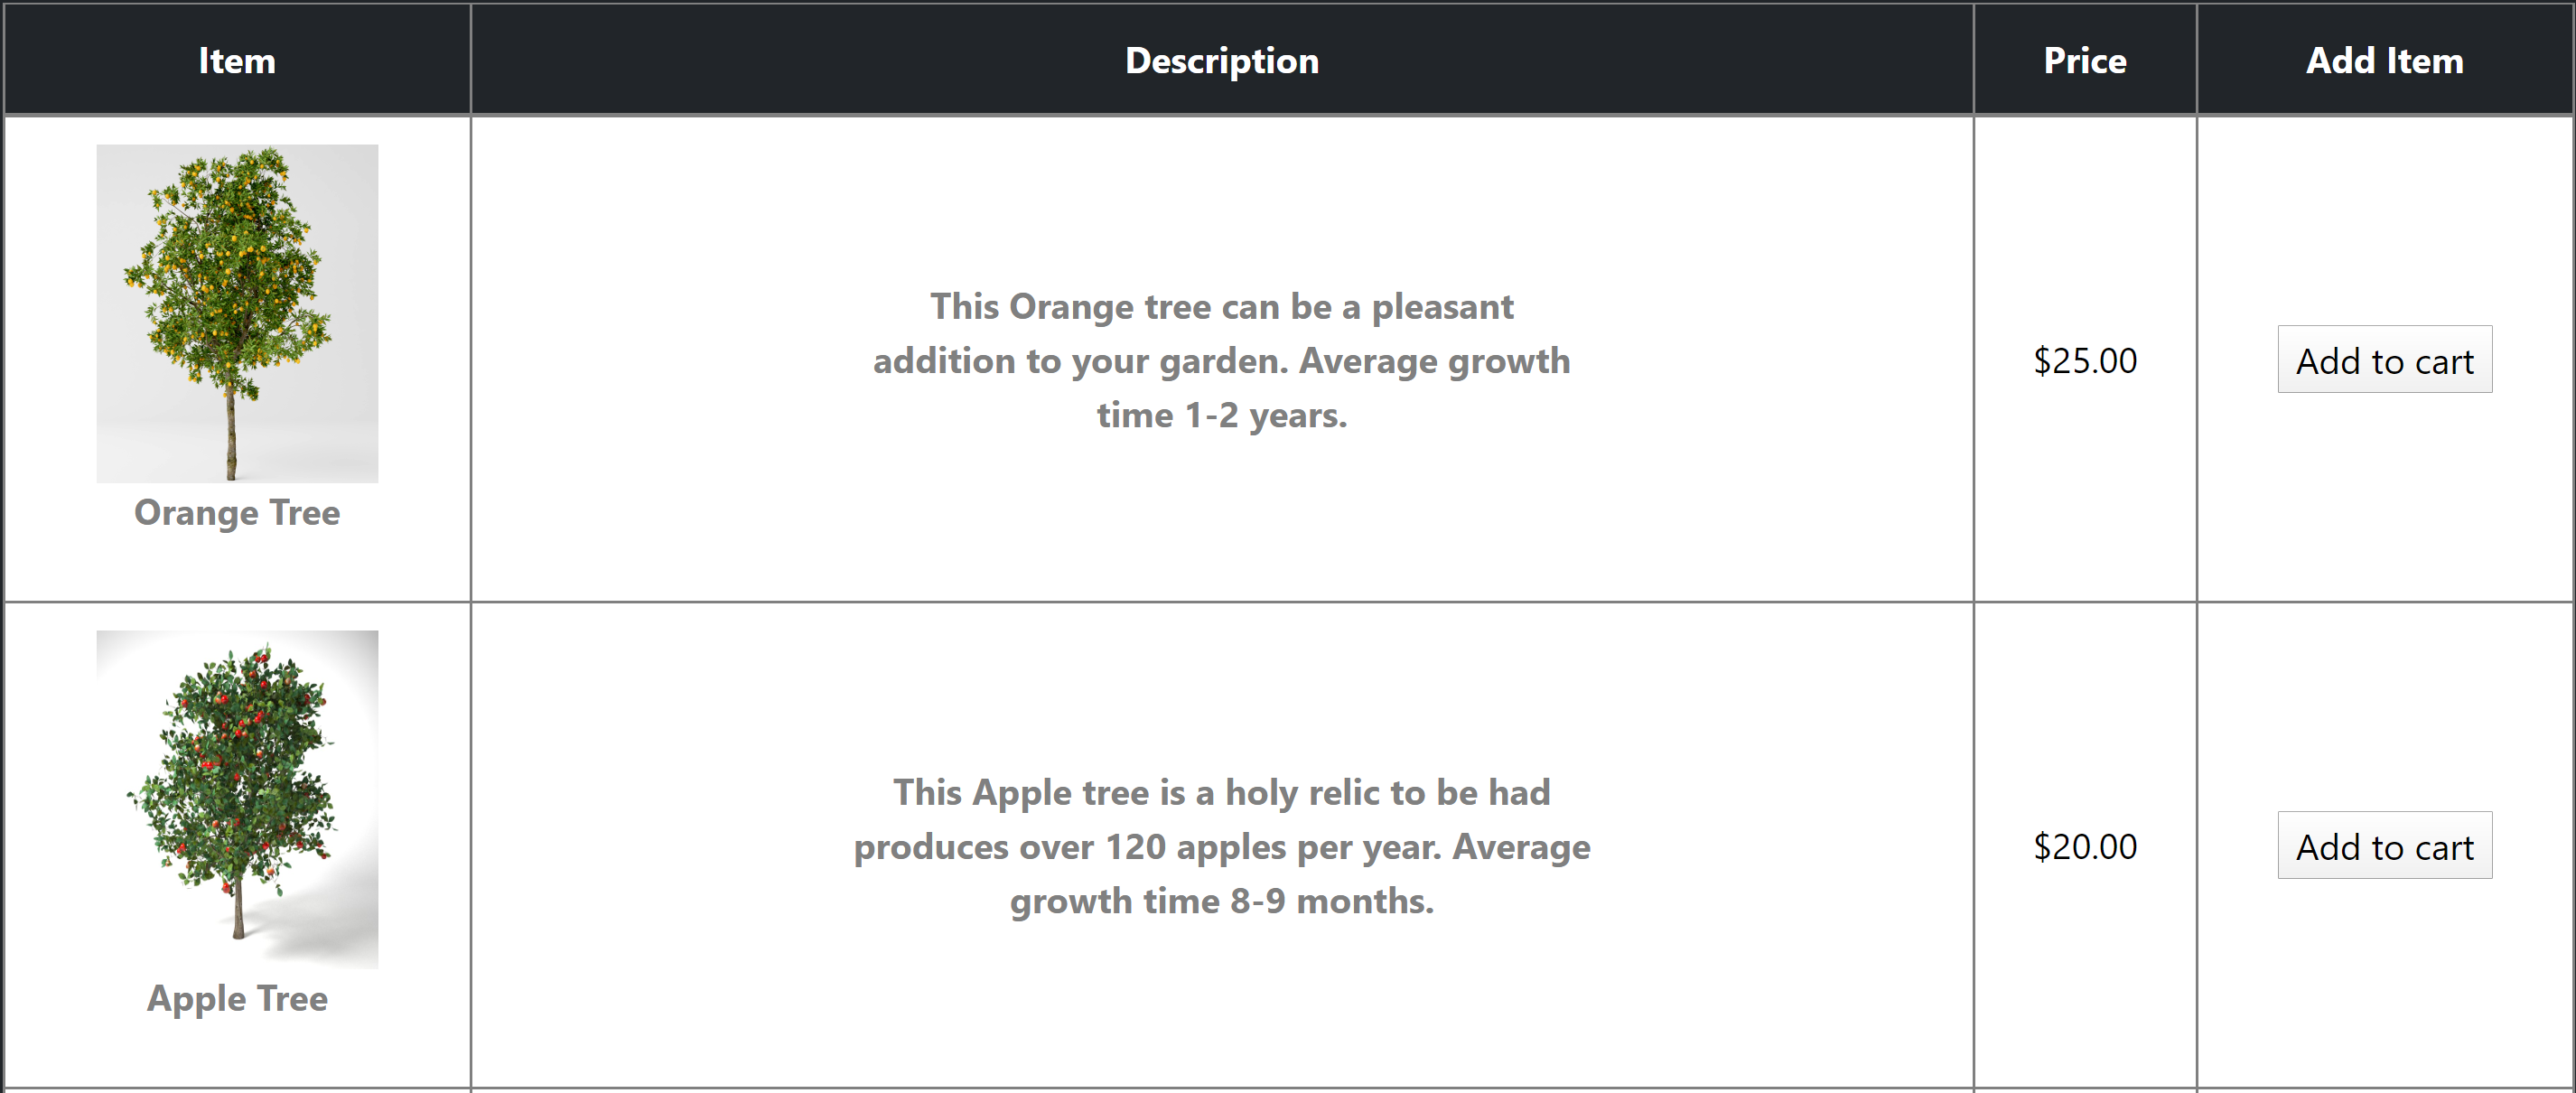 Item Description Price Add Item
This Orange tree can be a pleasant
addition to your garden. Average growth
time 1-2 years.
$25.00
Add to cart
Orange Tree
This Apple tree is a holy relic to be had
produces over 120 apples per year. Average
growth time 8-9 months.
$20.00
Add to cart
Apple Tree